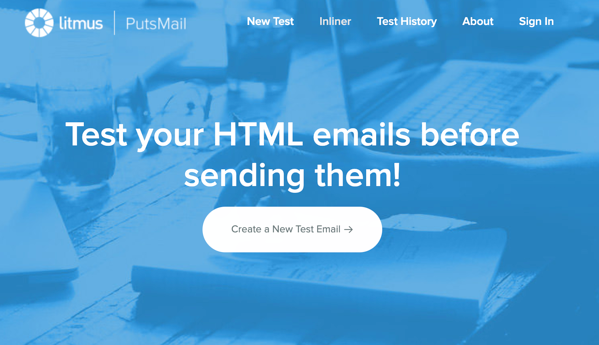 litmus | PutsMail New Test Inliner Test History About Sign In
Test your HTML emails before
sending them!
Create a New Test Email →